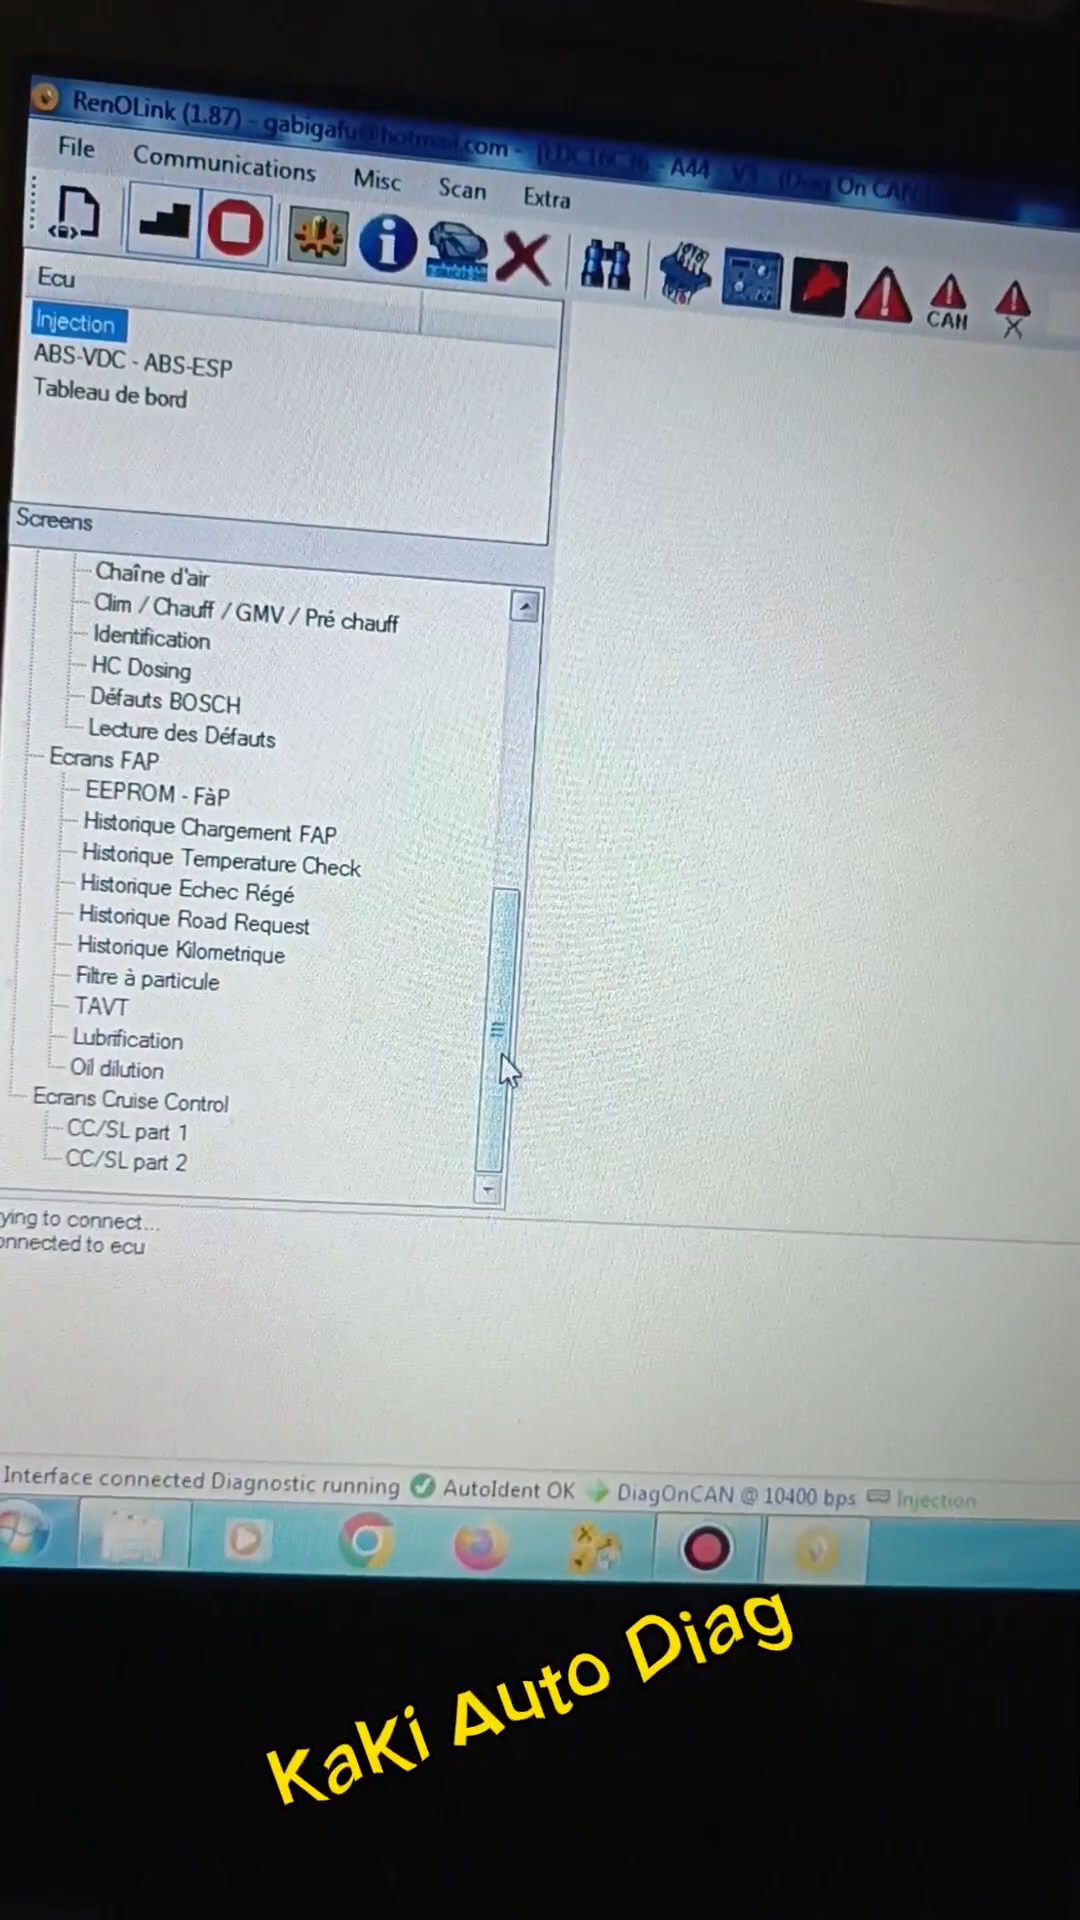 RenOLink (1.87) - gabigafu@hotmail.com - - A44 V3 (Diag On CAN)
File Communications Misc Scan Extra
CAN
Ecu
Injection
ABS-VDC - ABS-ESP
Tableau de bord
Screens
Chaîne d'air
Clim / Chauff / GMV / Pré chauff
Identification
HC Dosing
Défauts BOSCH
Lecture des Défauts
Ecrans FAP
EEPROM - FàP
Historique Chargement FAP
Historique Temperature Check
Historique Echec Régé
Historique Road Request
Historique Kilometrique
Filtre à particule
TAVT
Lubrification
Oil dilution
Ecrans Cruise Control
CC/SL part 1
CC/SL part 2
ying to connect...
onnected to ecu
Interface connected Diagnostic running AutoIdent OK DiagOnCAN @ 10400 bps Injection
KaKi Auto Diag